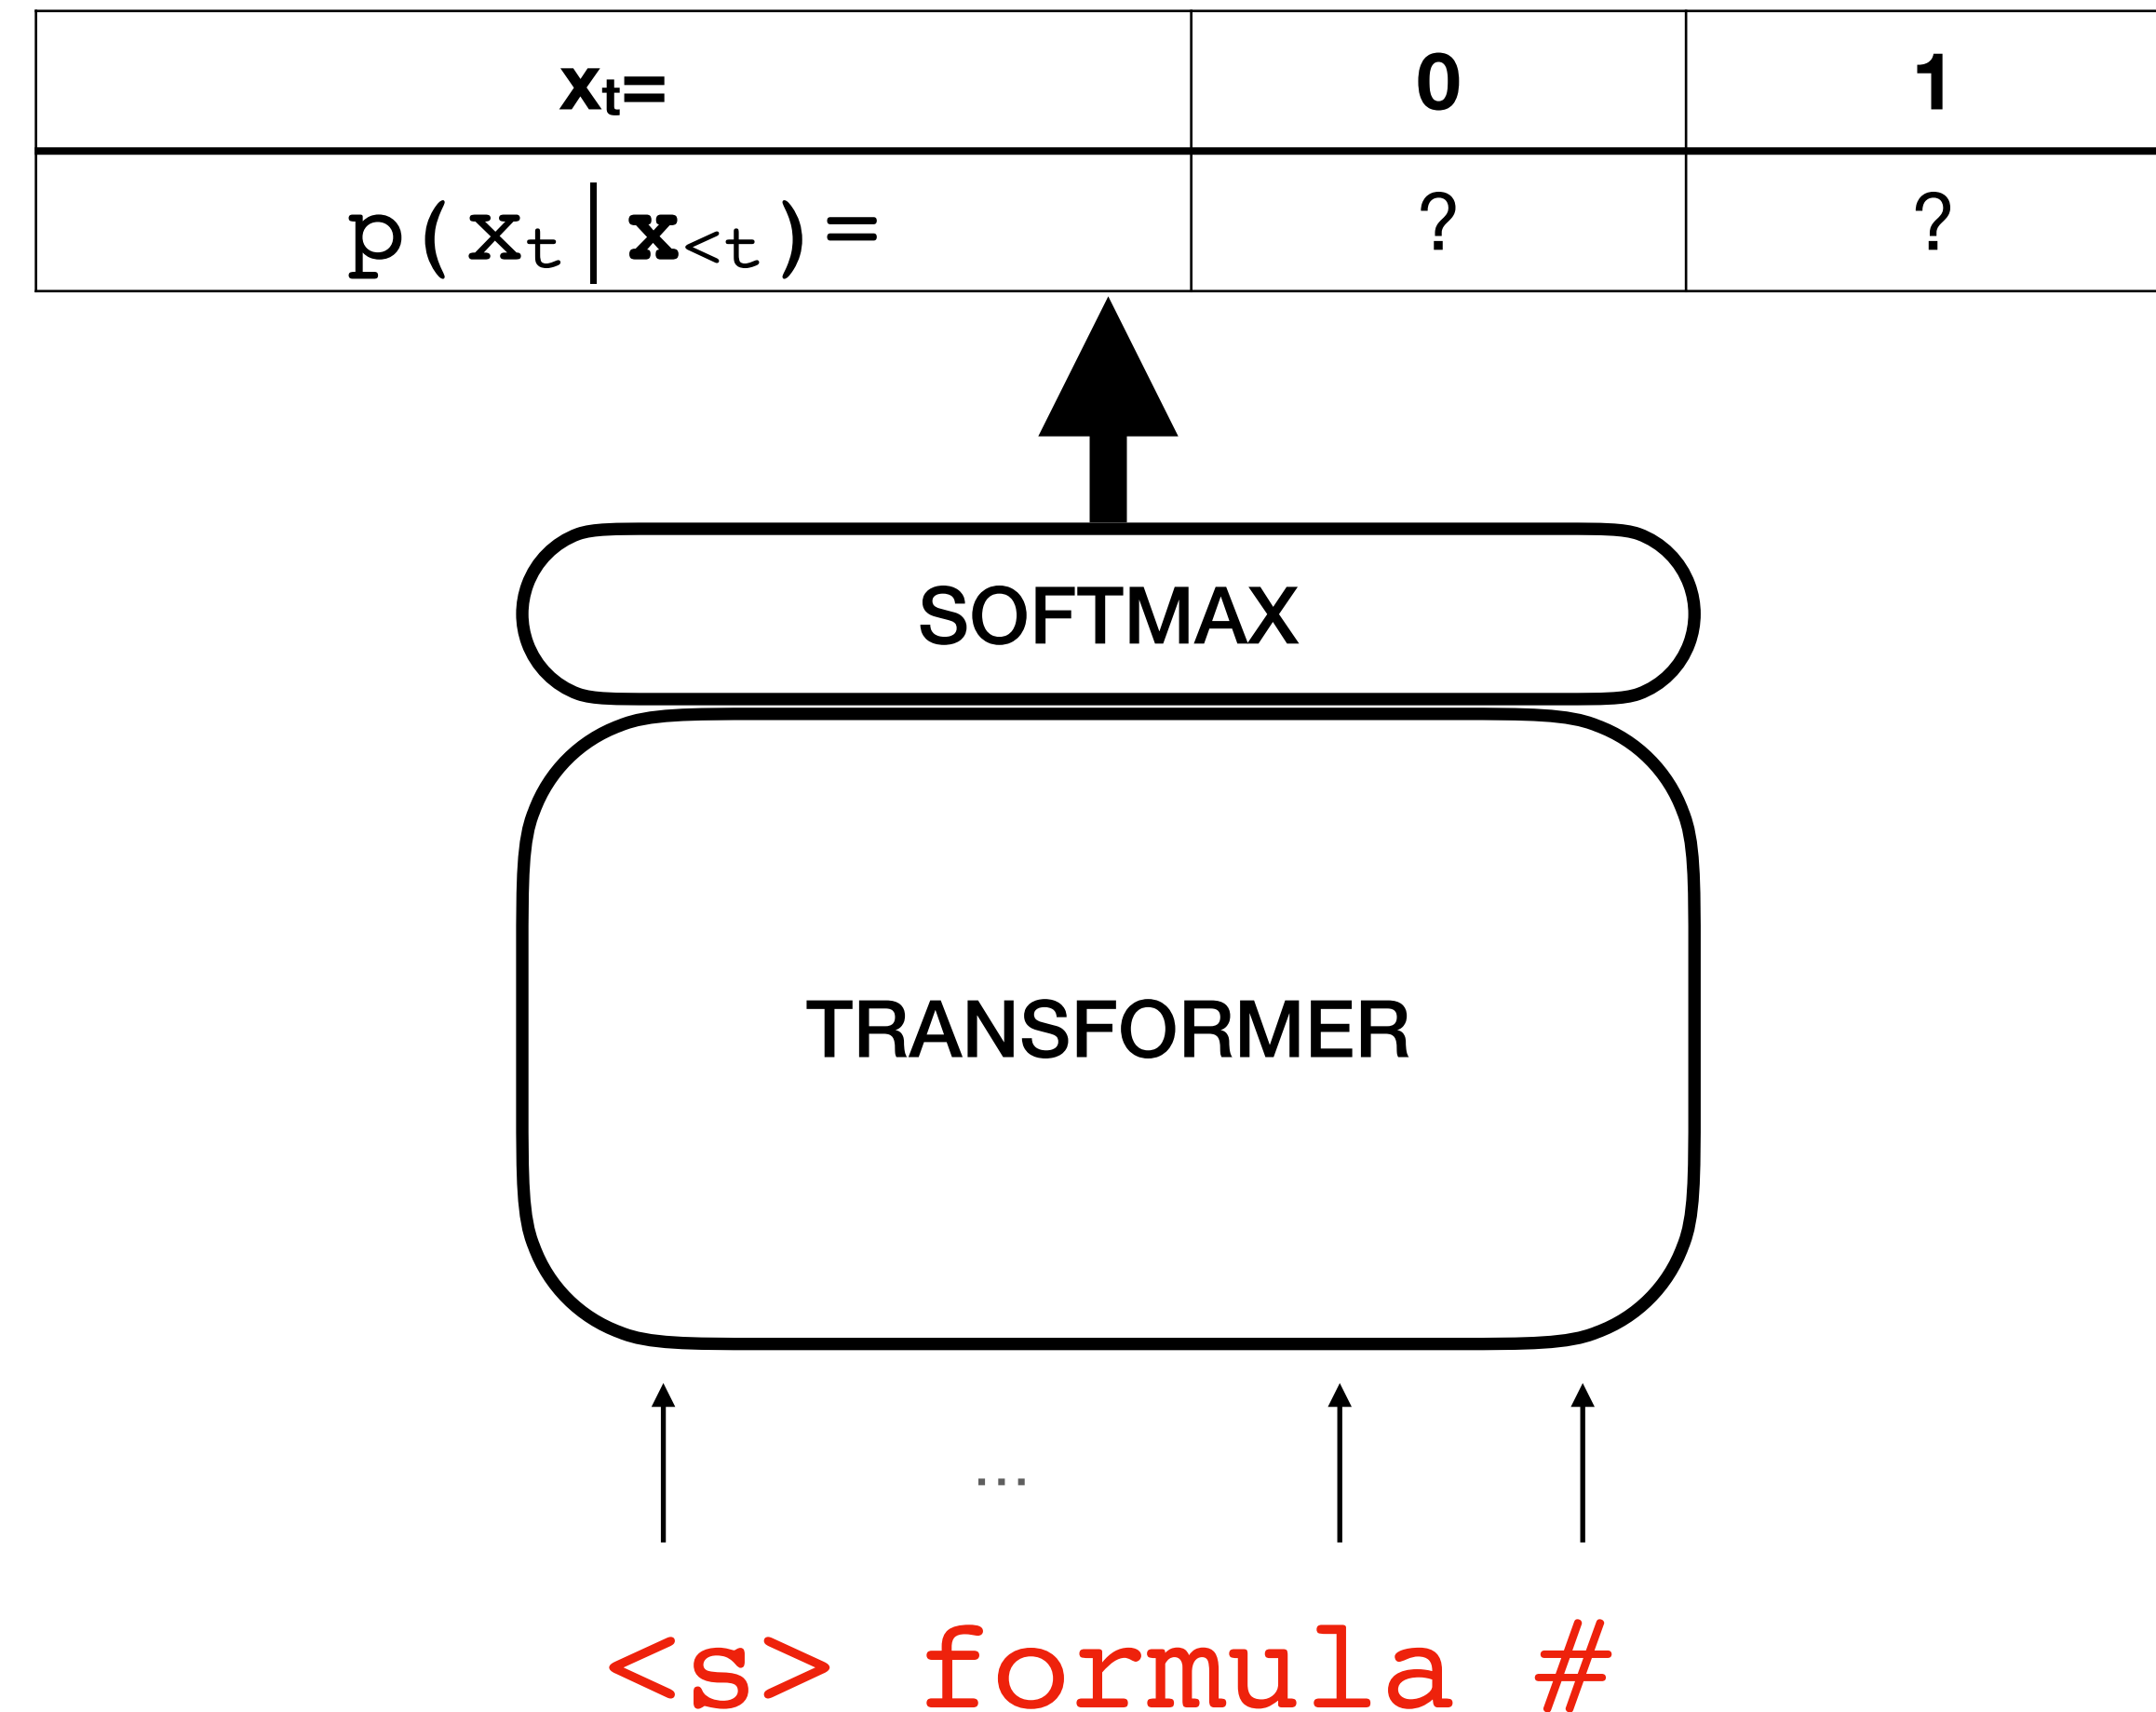 xt= 0 1
p(xt|x<t)= ? ?
SOFTMAX
TRANSFORMER
...
<s> formula #